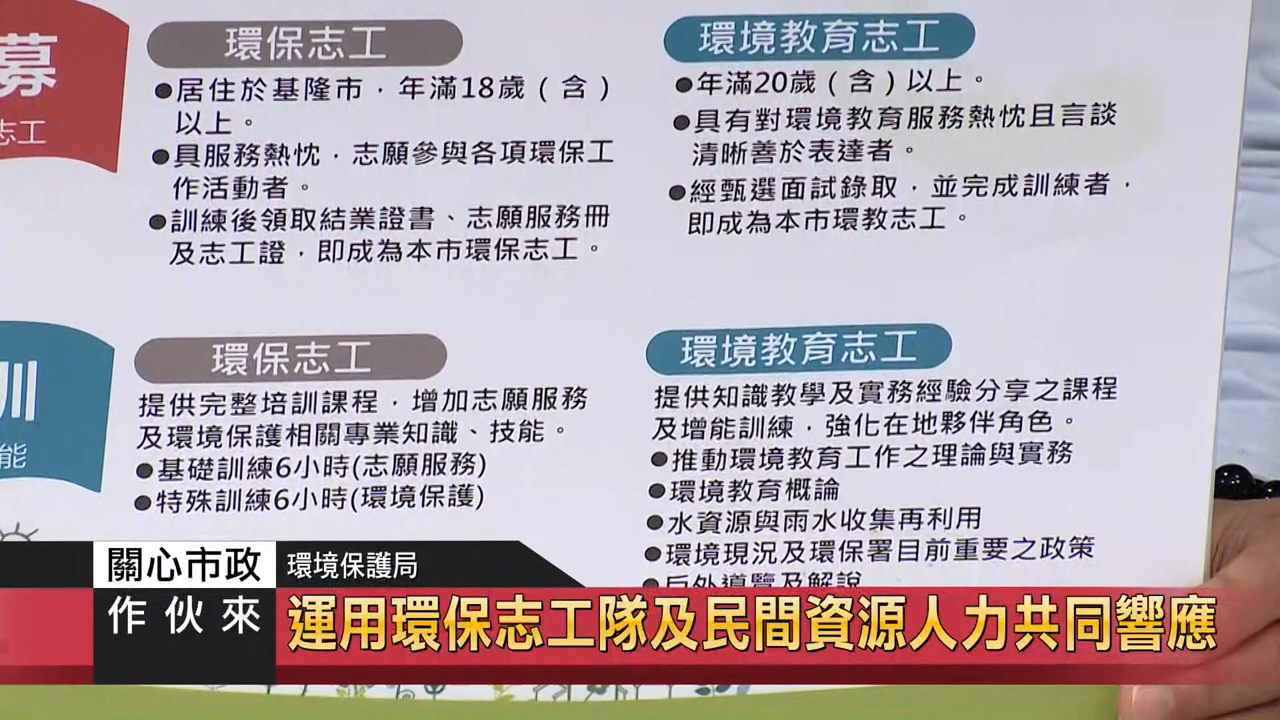 募
志工
環保志工
●居住於基隆市，年滿18歲（含）
以上。
●具服務熱忱，志願參與各項環保工
作活動者。
●訓練後領取結業證書、志願服務冊
及志工證，即成為本市環保志工。
環境教育志工
●年滿20歲（含）以上。
●具有對環境教育服務熱忱且言談
清晰善於表達者。
●經甄選面試錄取，並完成訓練者，
即成為本市環教志工。
訓
能
環保志工
提供完整培訓課程，增加志願服務
及環境保護相關專業知識、技能。
●基礎訓練6小時(志願服務)
●特殊訓練6小時(環境保護)
環境教育志工
提供知識教學及實務經驗分享之課程
及增能訓練，強化在地夥伴角色。
●推動環境教育工作之理論與實務
●環境教育概論
●水資源與雨水收集再利用
●環境現況及環保署目前重要之政策
●戶外導覽及解說
關心市政
作伙來
環境保護局
運用環保志工隊及民間資源人力共同響應